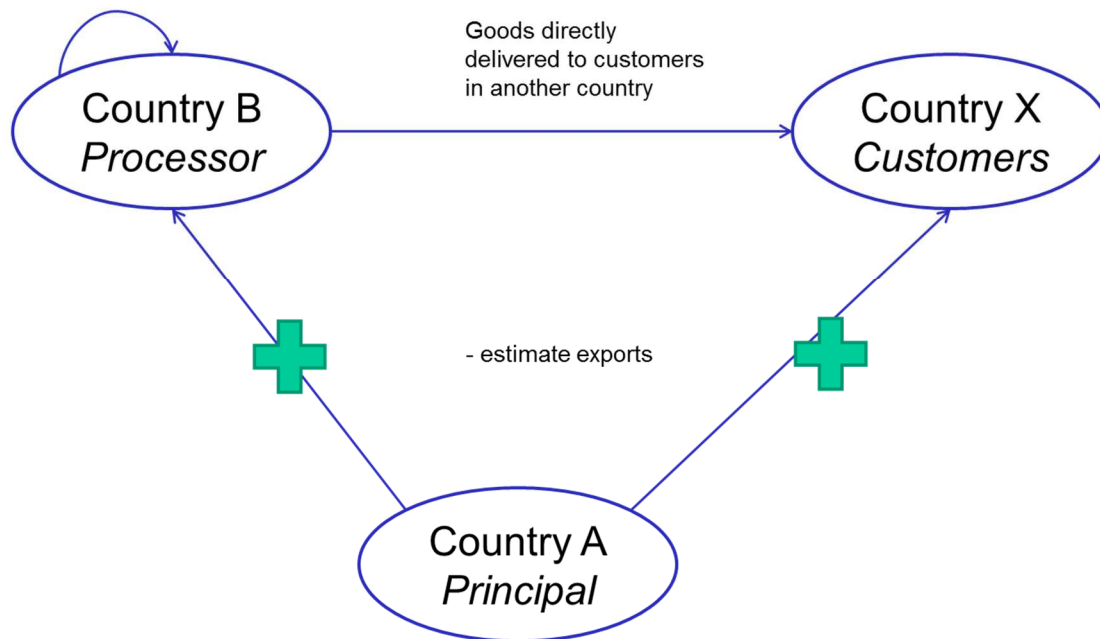 Goods directly
delivered to customers
in another country
Country B
Processor
Country X
Customers
- estimate exports
Country A
Principal